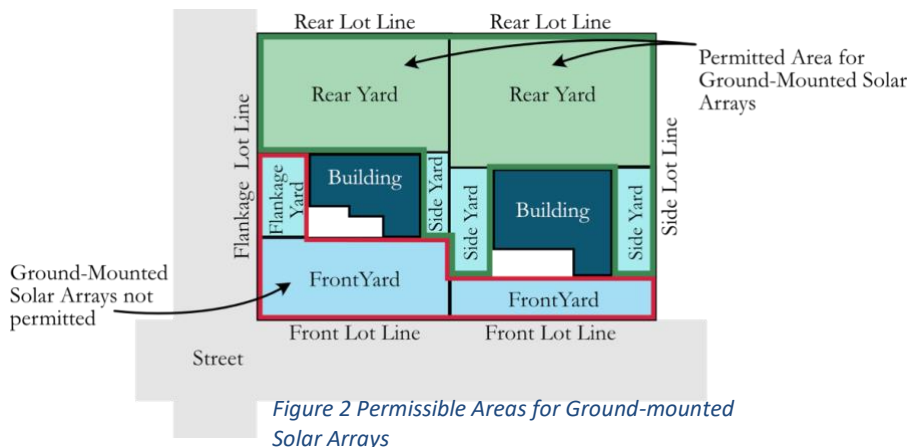 Rear Lot Line
Rear Lot Line
Permitted Area for
Ground-Mounted Solar
Arrays
Rear Yard
Rear Yard
Flankage Lot Line
Side Lot Line
Flankage
Yard
Building
Side Yard
Side Yard
Building
Side Yard
Ground-Mounted
Solar Arrays not
permitted
FrontYard
FrontYard
Front Lot Line
Front Lot Line
Street
Figure 2 Permissible Areas for Ground-mounted
Solar Arrays